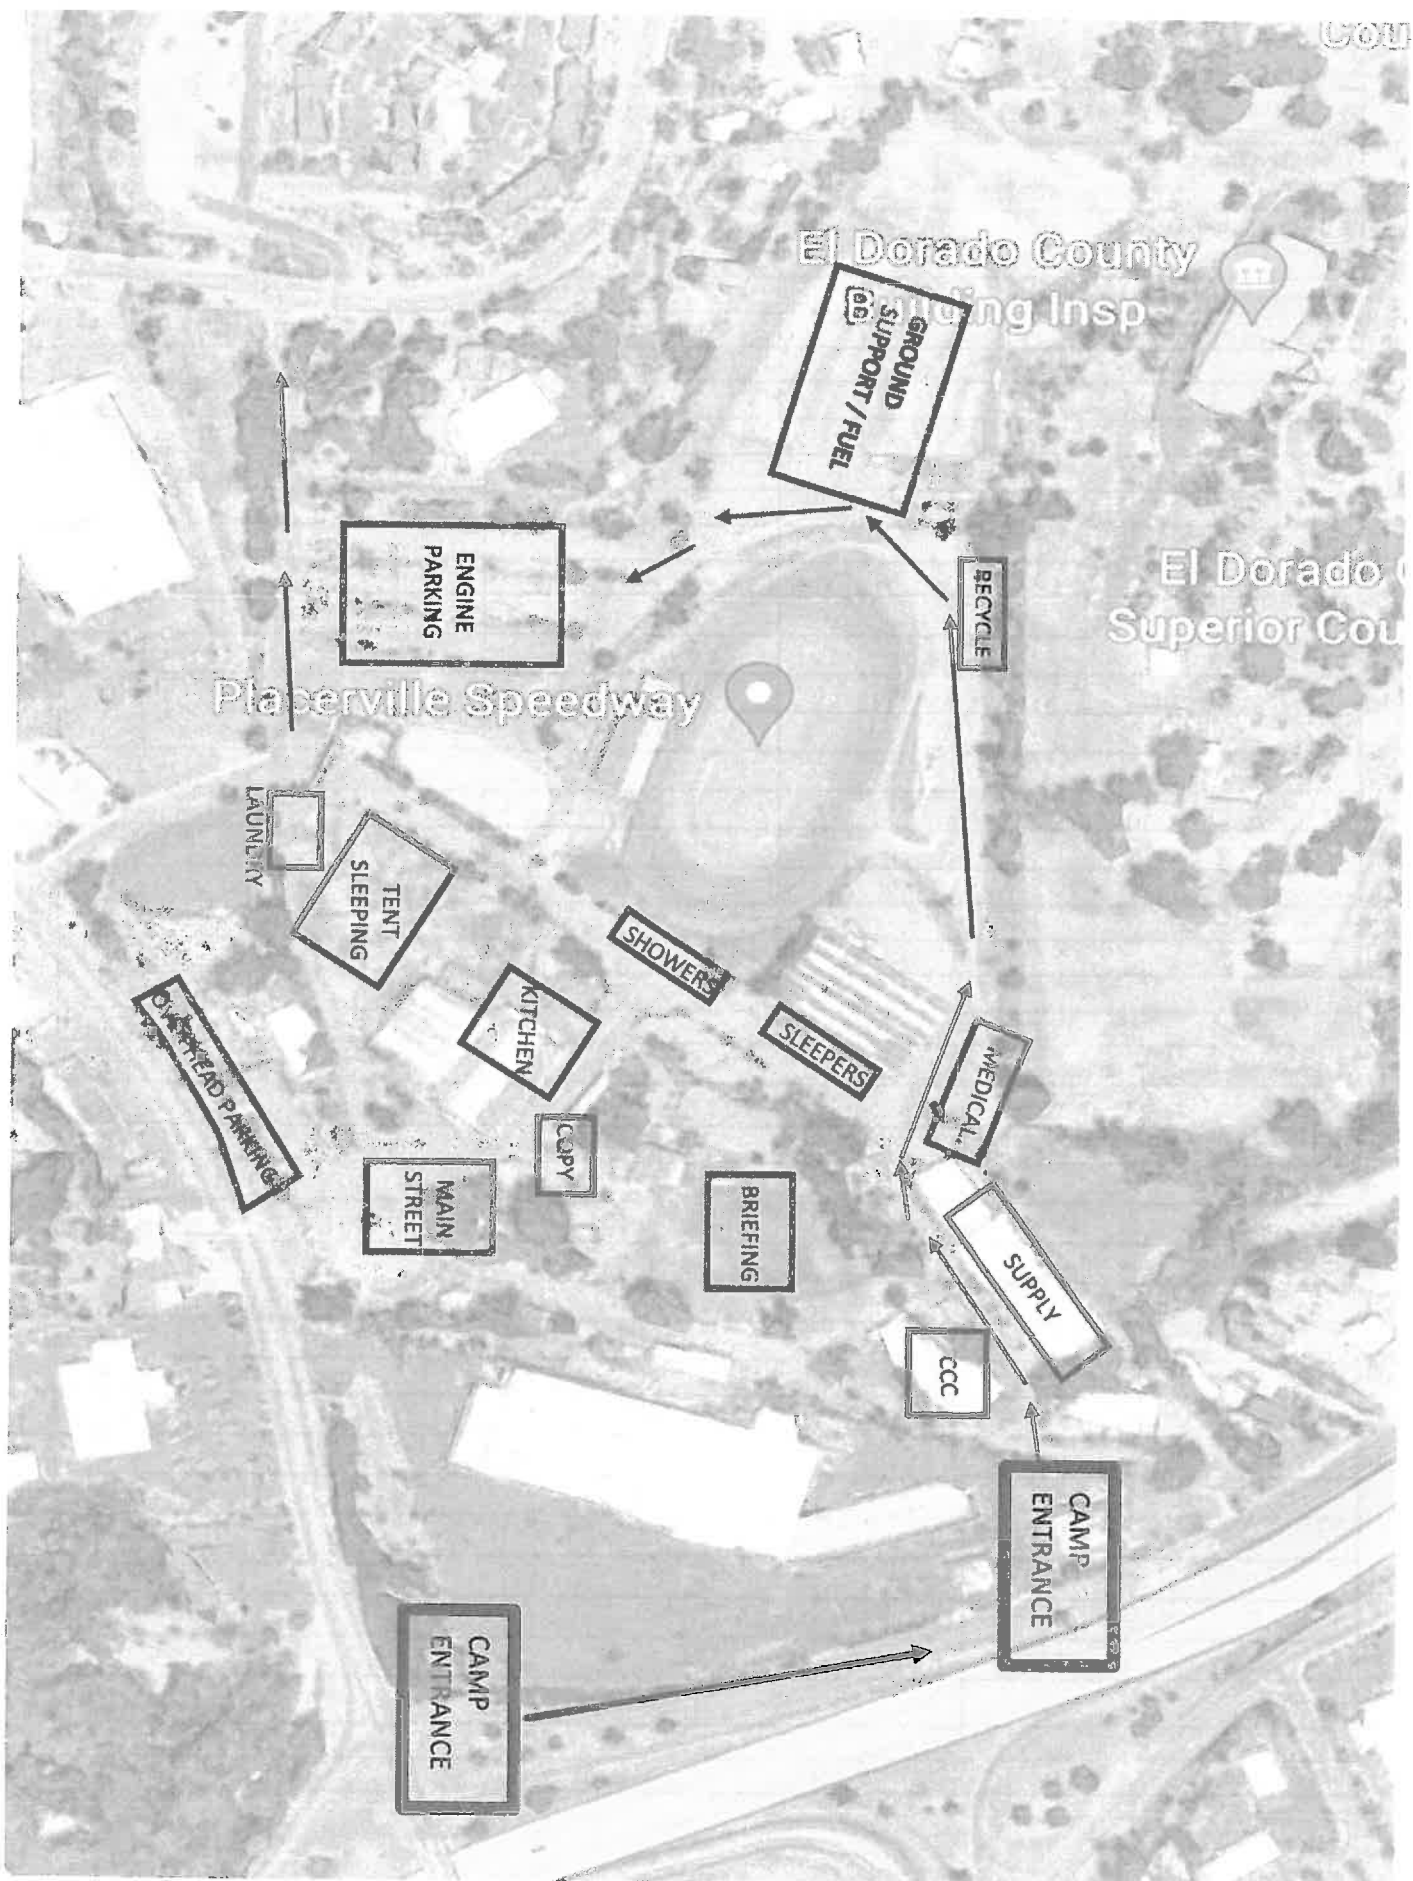 Cou
El Dorado County
Building Insp
GROUND
SUPPORT / FUEL
El Dorado
Superior Cou
RECYCLE
ENGINE
PARKING
Placerville Speedway
LAUNDRY
TENT
SLEEPING
SHOWERS
KITCHEN
SLEEPERS
OVERHEAD PARKING
MEDICAL..
COPY
MAIN
STREET
BRIEFING
SUPPLY
CCC
CAMP
ENTRANCE
CAMP
ENTRANCE